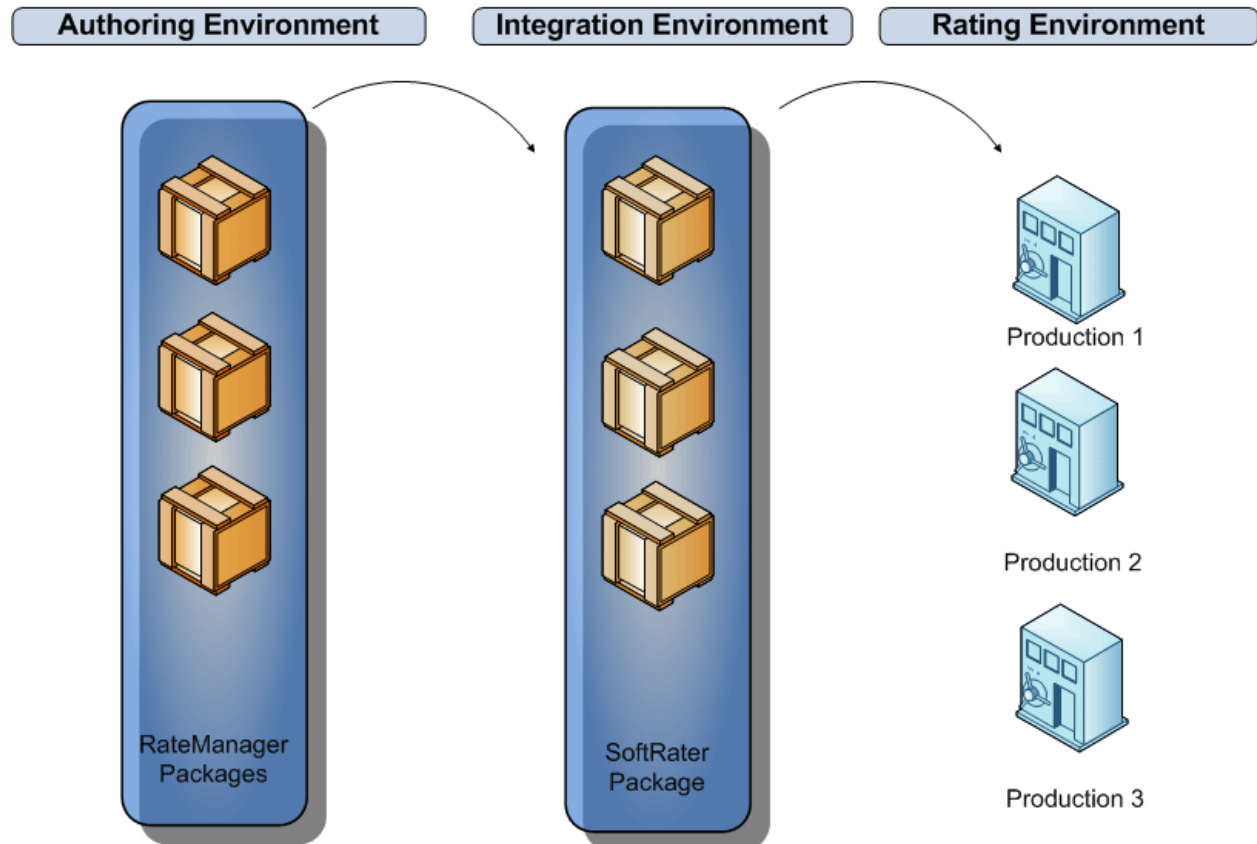 Authoring Environment
Integration Environment
Rating Environment
RateManager
Packages
SoftRater
Package
Production 1
Production 2
Production 3